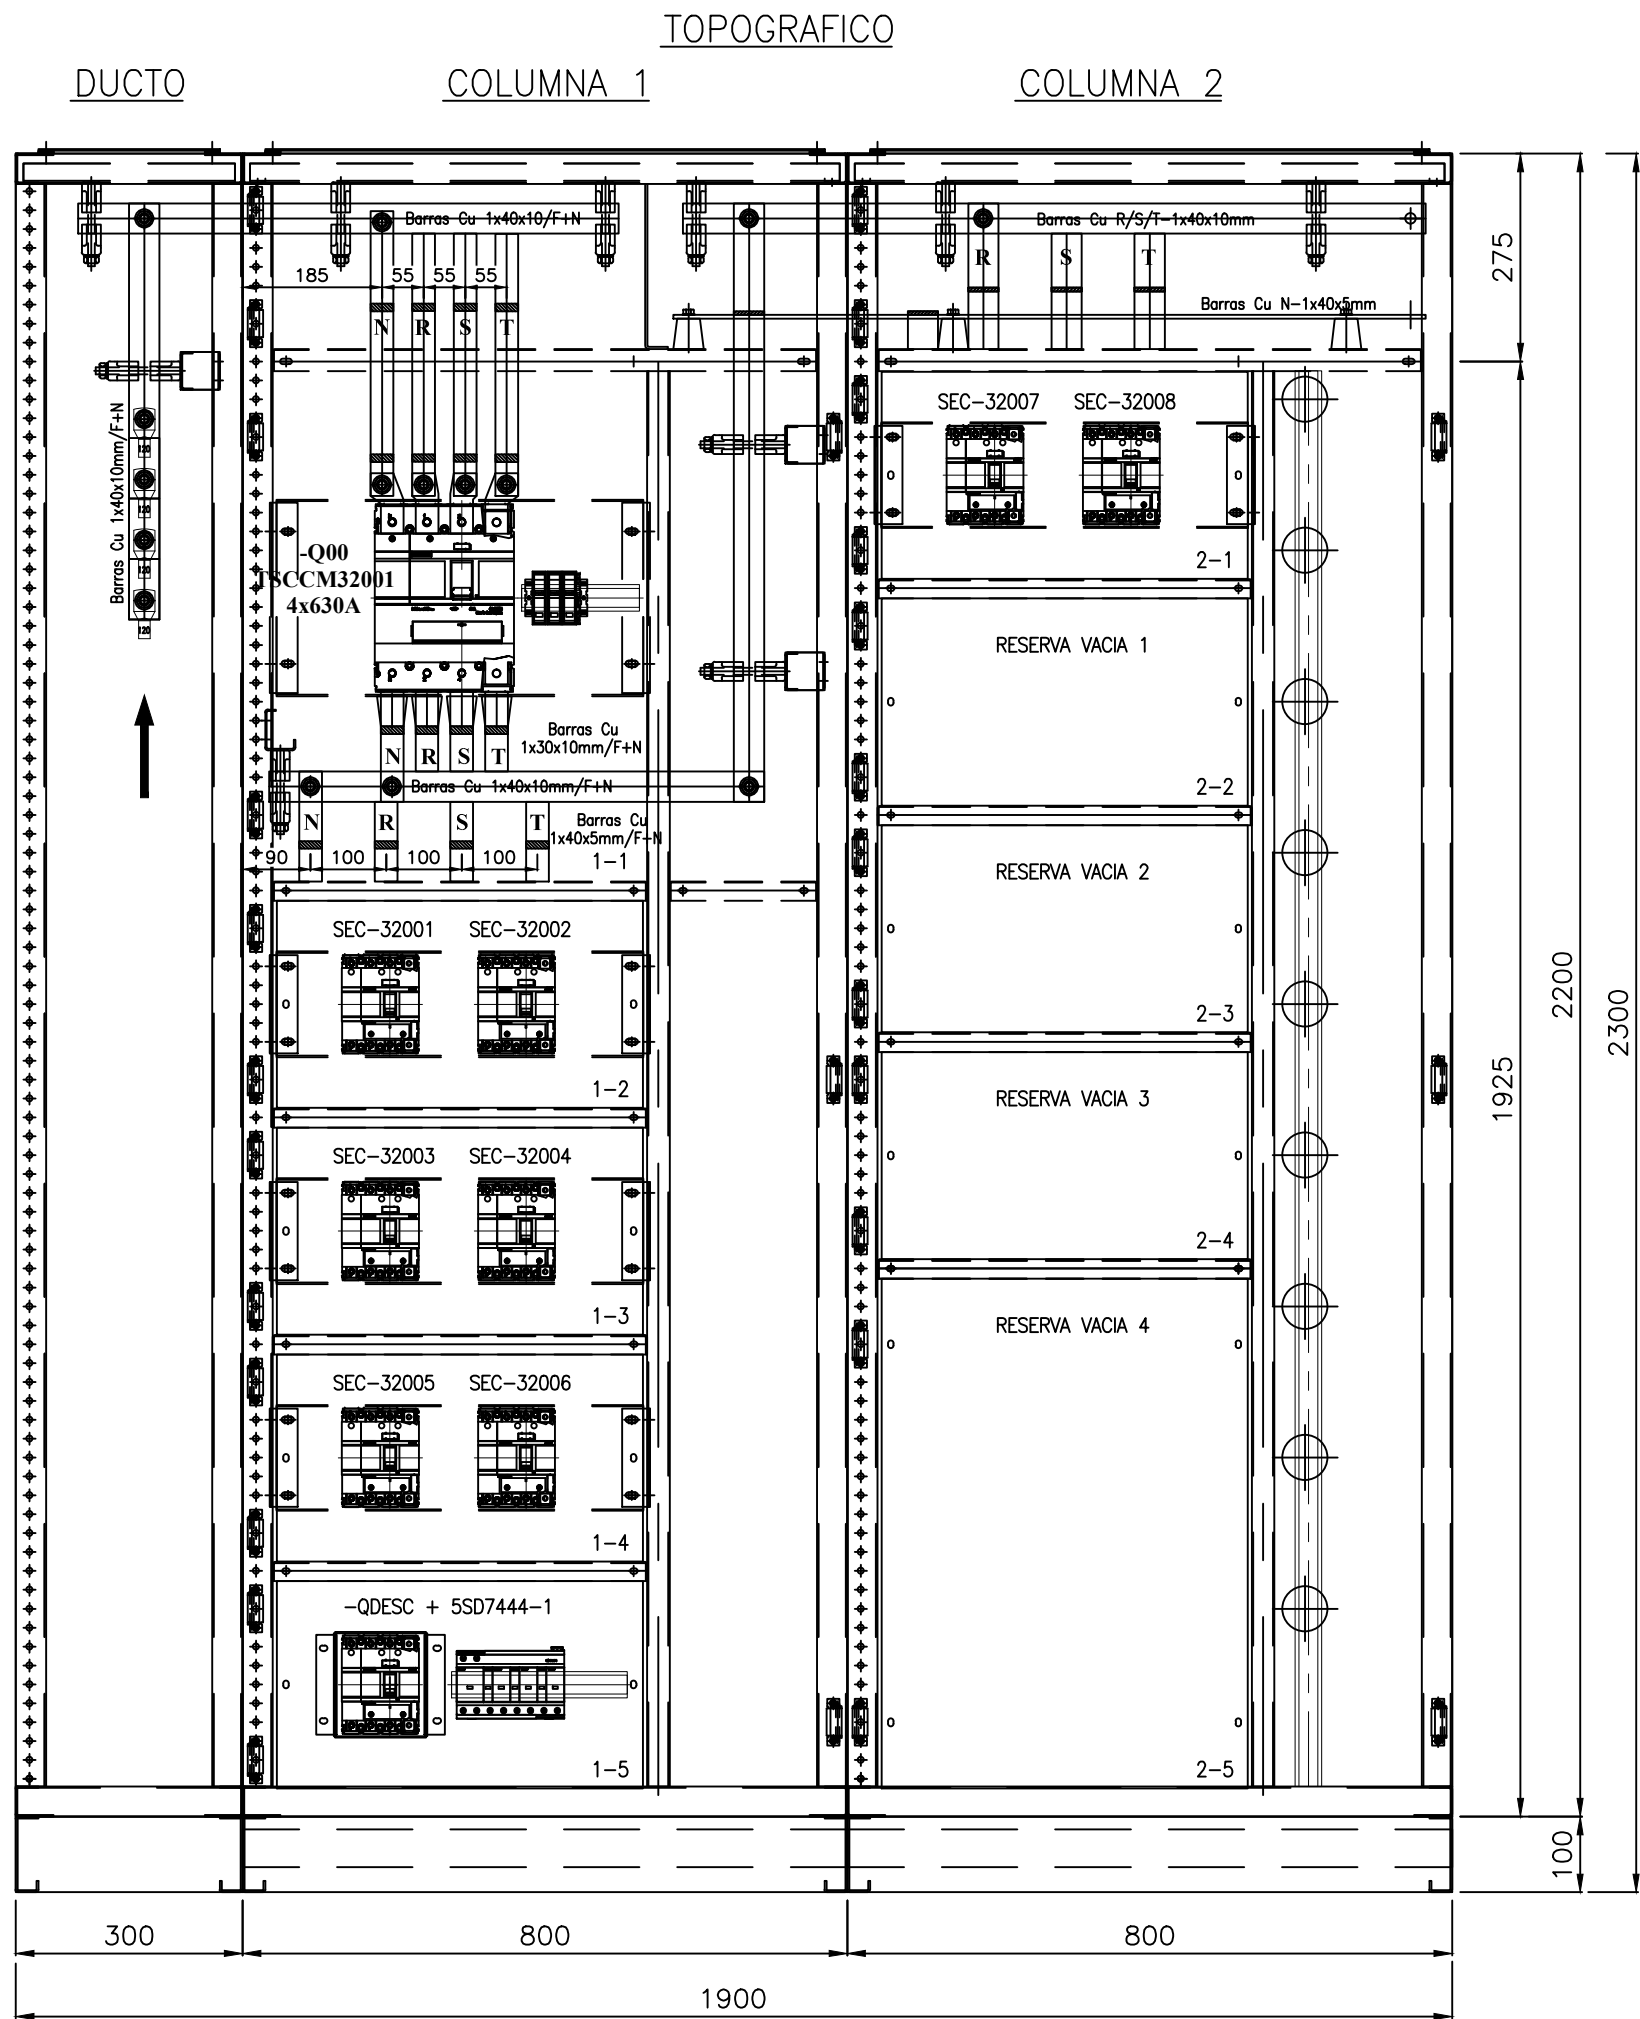 TOPOGRAFICO
DUCTO
COLUMNA 1
COLUMNA 2
Barras Cu 1x40x10/F+N
Barras Cu R/S/T-1x40x10mm
185
55
55
55
R
S
T
275
Barras Cu N-1x40x5mm
N
R
S
T
SEC-32007
SEC-32008
Barras Cu 1x40x10mm/F+N
120
120
120
120
-Q00
TSCCM32001
4x630A
2-1
RESERVA VACIA 1
Barras Cu
1x30x10mm/F+N
N
R
S
T
Barras Cu 1x40x10mm/F+N
2-2
N
R
S
T
Barras Cu
1x40x5mm/F+N
90
100
100
100
1-1
RESERVA VACIA 2
SEC-32001
SEC-32002
2-3
2200
2300
1-2
RESERVA VACIA 3
1925
SEC-32003
SEC-32004
2-4
1-3
RESERVA VACIA 4
SEC-32005
SEC-32006
1-4
-QDESC + 5SD7444-1
1-5
2-5
100
300
800
800
1900